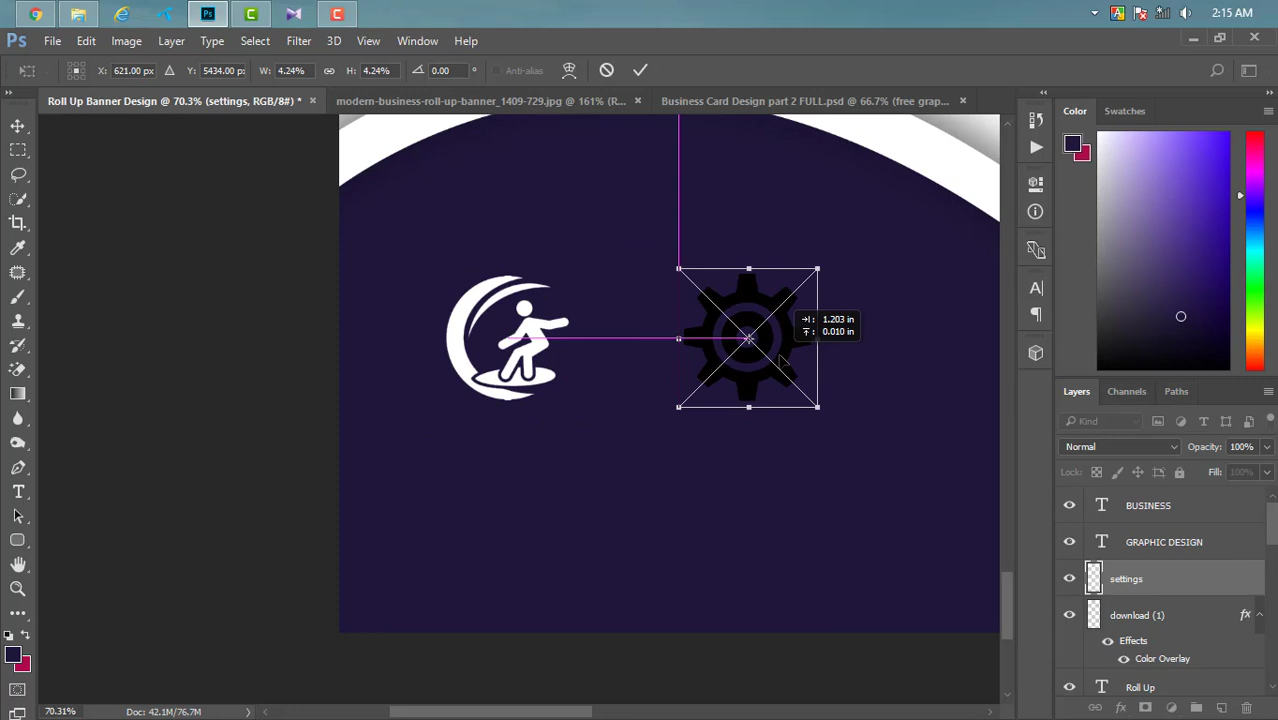 2:15 AM
Ps File Edit Image Layer Type Select Filter 3D View Window Help
X: 621.00 px Y: 5434.00 px W: 4.24% H: 4.24% 0.00 ° Anti-alias
Roll Up Banner Design @ 70.3% (settings, RGB/8#) * × modern-business-roll-up-banner_1409-729.jpg @ 161% (R... × Business Card Design part 2 FULL.psd @ 66.7% (free grap... ×
Color Swatches
1.203 in
0.010 in
Layers Channels Paths
Kind
Normal Opacity: 100%
Lock: Fill: 100%
T BUSINESS
T GRAPHIC DESIGN
settings
download (1) fx
Effects
Color Overlay
T Roll Up
70.31% Doc: 42.1M/76.7M